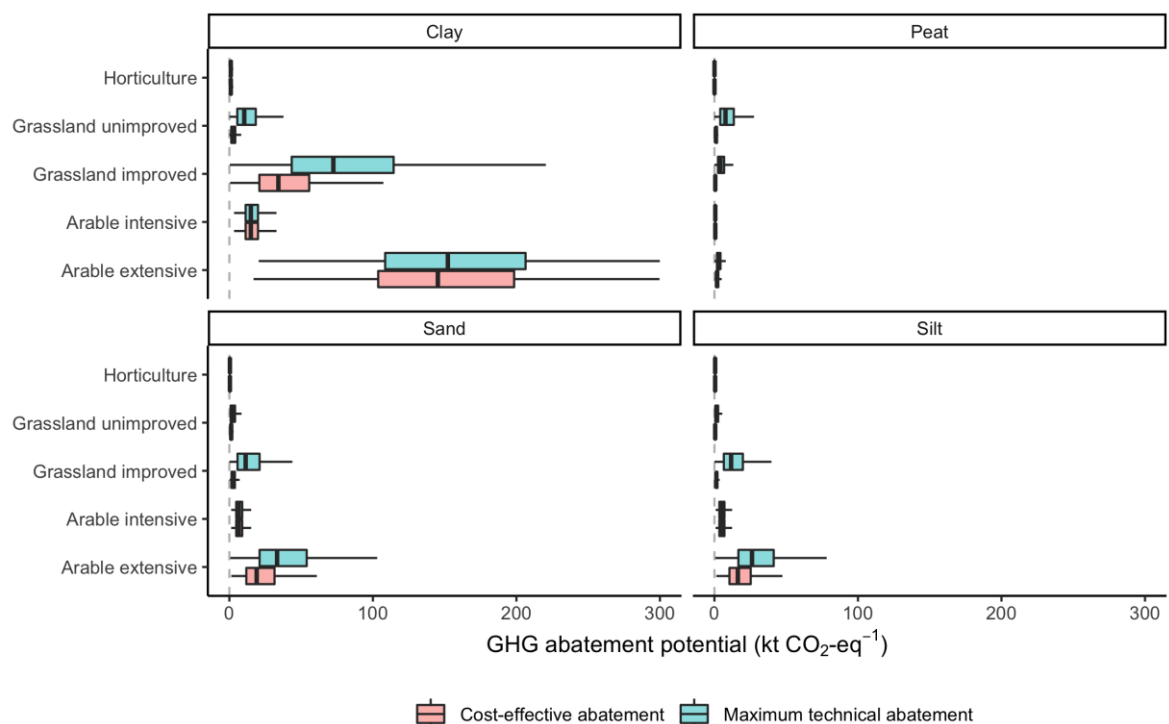 Clay
Peat
Horticulture
Grassland unimproved
Grassland improved
Arable intensive
Arable extensive
Sand
Silt
Horticulture
Grassland unimproved
Grassland improved
Arable intensive
Arable extensive
0 100 200 300
0 100 200 300
GHG abatement potential (kt CO₂-eq⁻¹)
Cost-effective abatement
Maximum technical abatement